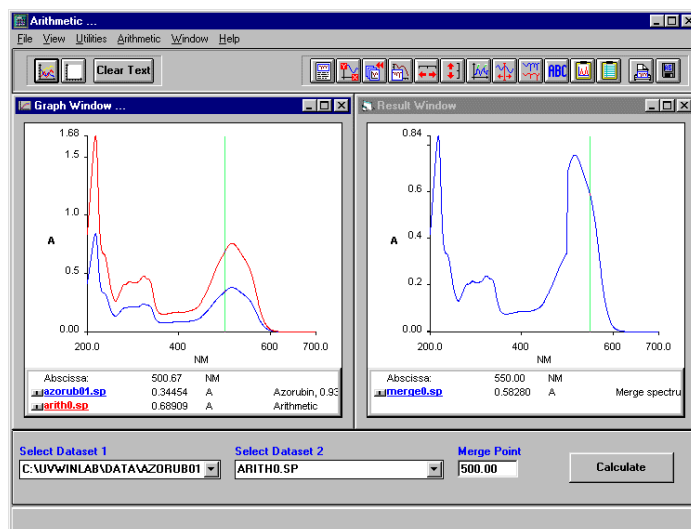 Arithmetic ...
File View Utilities Arithmetic Window Help
Clear Text
ABC
Graph Window ...
1.68
1.5
1.0
A
0.5
0.00
200.0 400 600 700.0
NM
Abscissa: 500.67 NM
azorub01.sp 0.34454 A Azorubin, 0.93
arith0.sp 0.68909 A Arithmetic
Result Window
0.84
0.6
A
0.4
0.2
0.00
200.0 400 600 700.0
NM
Abscissa: 550.00 NM
merge0.sp 0.58280 A Merge spectru
Select Dataset 1 Select Dataset 2 Merge Point
C:\UVWINLAB\DATA\AZORUB01 ARITH0.SP 500.00 Calculate